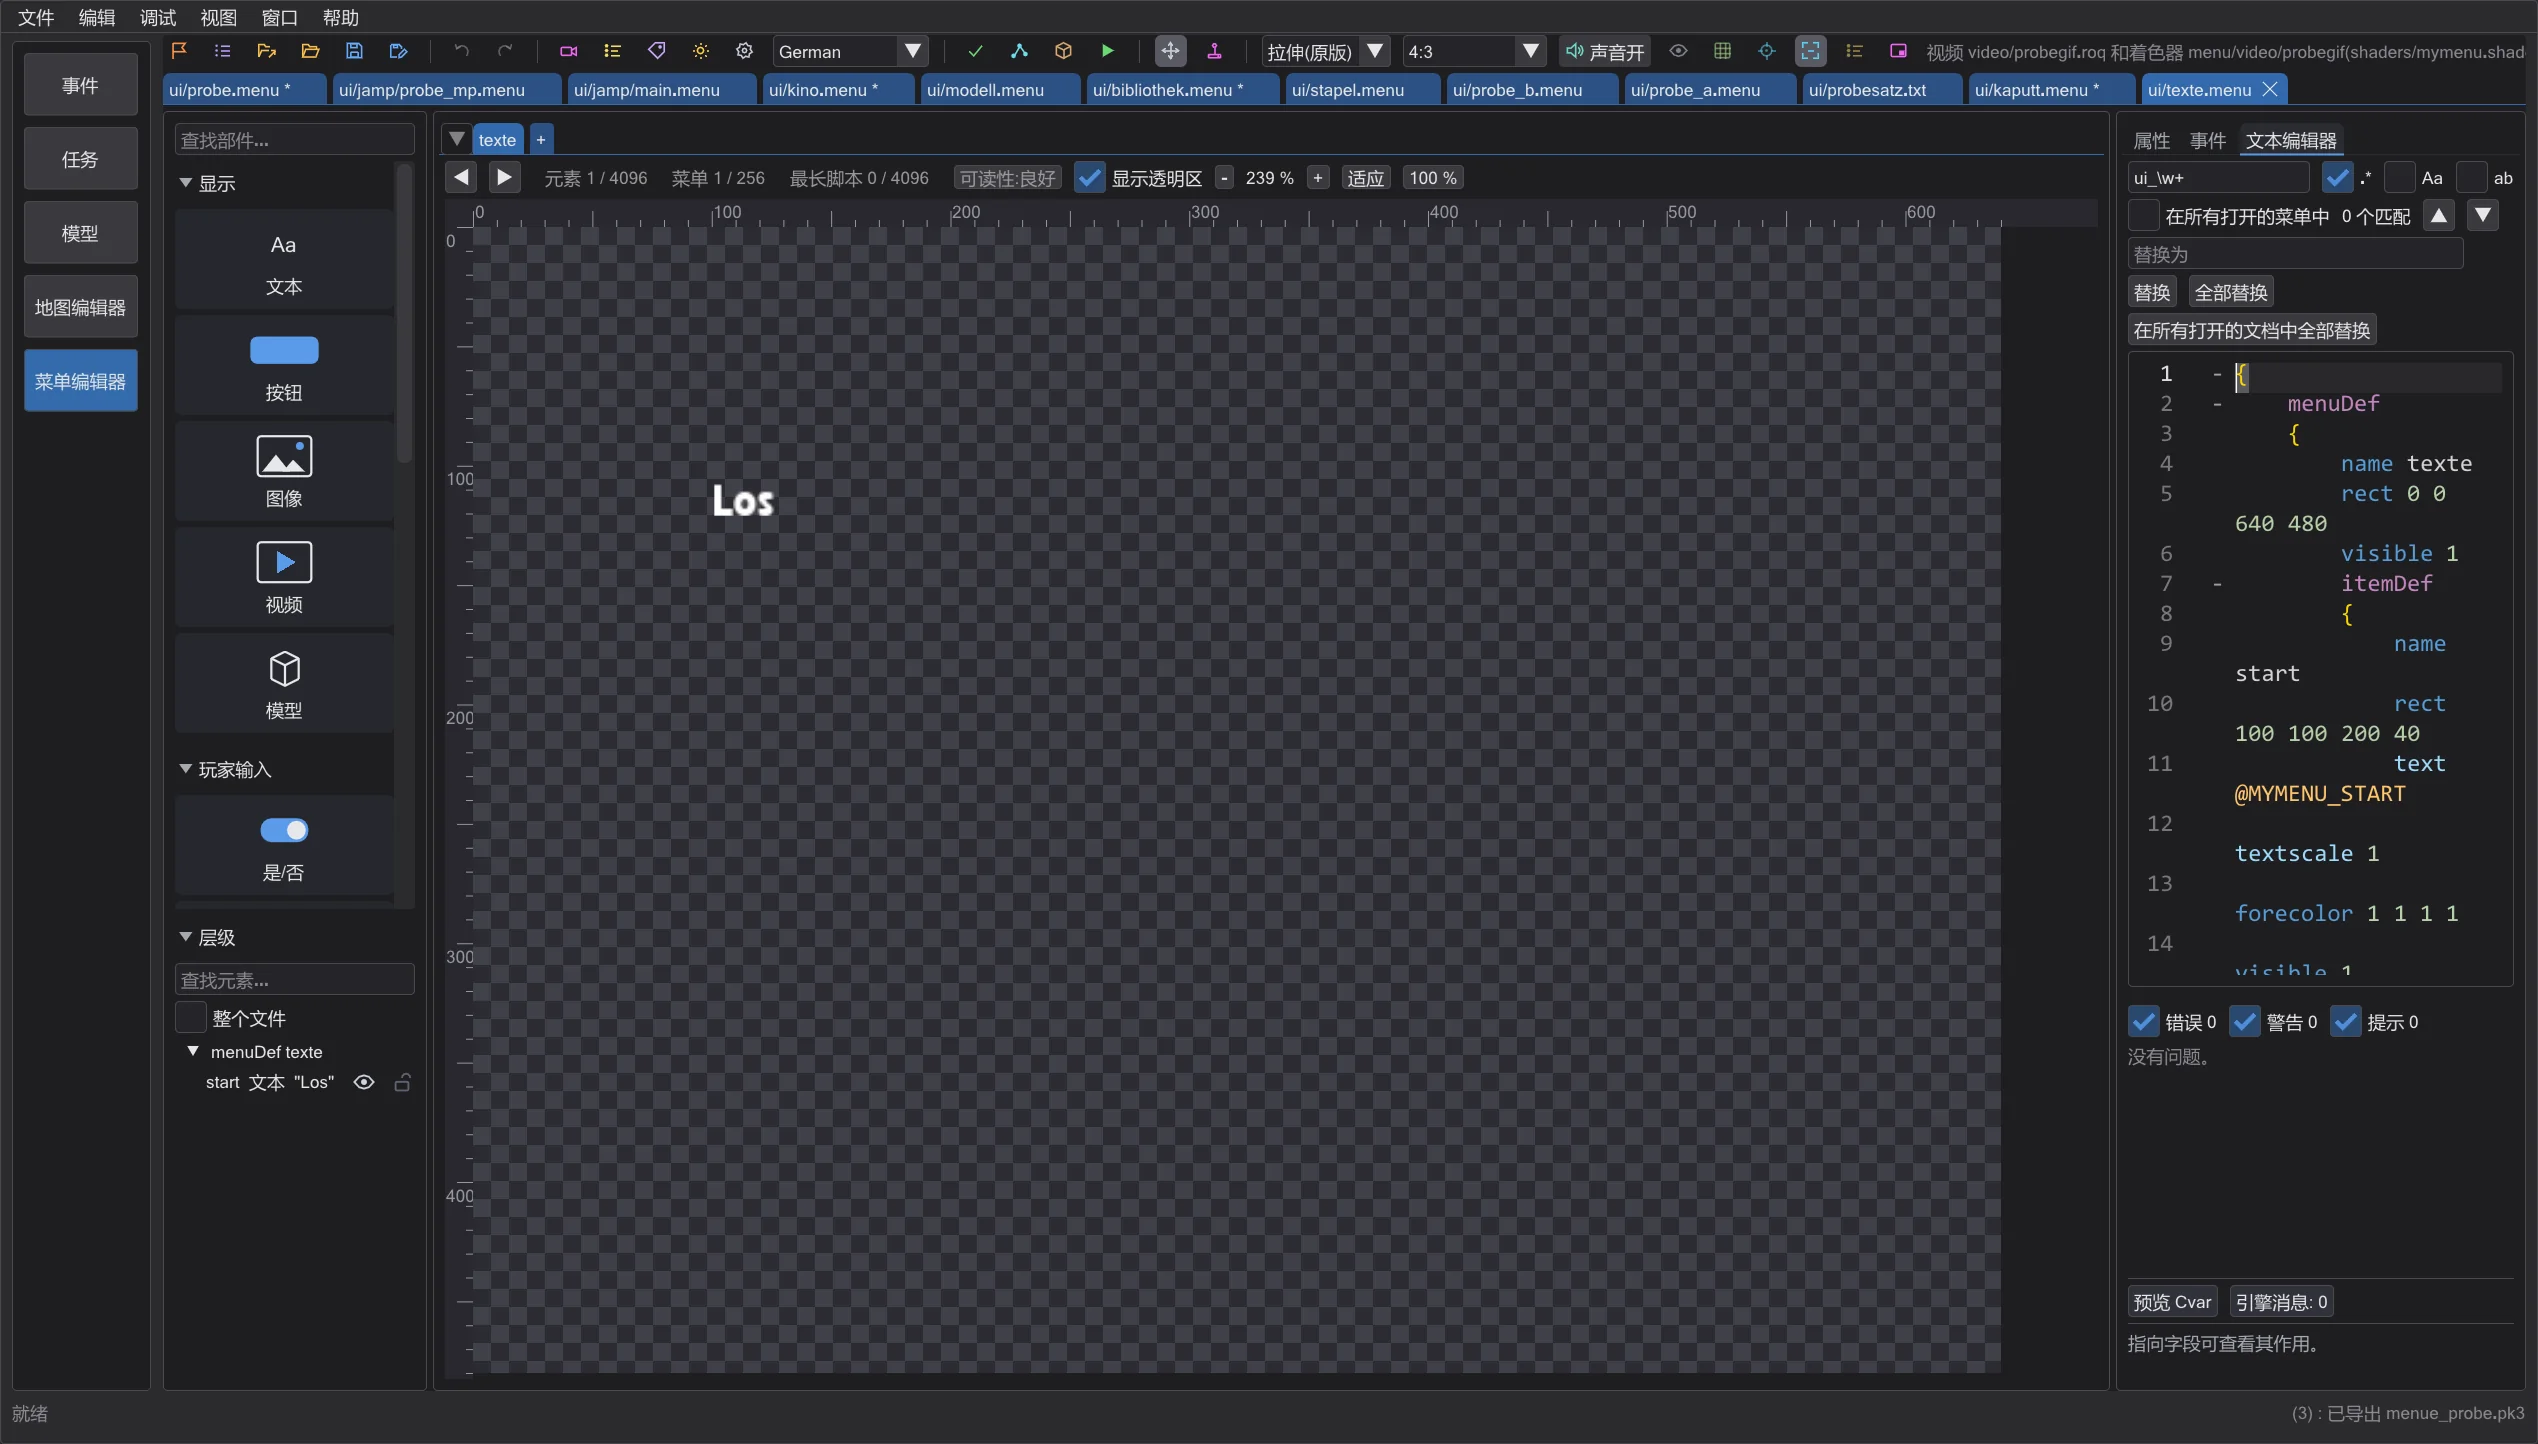 文件 编辑 调试 视图 窗口 帮助
German 拉伸(原版) 4:3 声音开 视频 video/probegif.roq 和着色器 menu/video/probegif(shaders/mymenu.shad
事件
任务
模型
地图编辑器
菜单编辑器
ui/probe.menu * ui/jamp/probe_mp.menu ui/jamp/main.menu ui/kino.menu * ui/modell.menu ui/bibliothek.menu * ui/stapel.menu ui/probe_b.menu ui/probe_a.menu ui/probesatz.txt ui/kaputt.menu * ui/texte.menu
查找部件...
显示
Aa
文本
按钮
图像
视频
模型
玩家输入
是/否
层级
查找元素...
整个文件
menuDef texte
start 文本 "Los"
texte +
元素 1 / 4096 菜单 1 / 256 最长脚本 0 / 4096 可读性:良好 显示透明区 - 239 % + 适应 100 %
0 100 200 300 400 500 600
0
100
200
300
400
Los
属性 事件 文本编辑器
ui_\w+ .* Aa ab
在所有打开的菜单中 0 个匹配
替换为
替换 全部替换
在所有打开的文档中全部替换
1 - {
2 - menuDef
3 {
4 name texte
5 rect 0 0
640 480
6 visible 1
7 - itemDef
8 {
9 name
start
10 rect
100 100 200 40
11 text
@MYMENU_START
12
textscale 1
13
forecolor 1 1 1 1
14
visible 1
错误 0 警告 0 提示 0
没有问题。
预览 Cvar 引擎消息: 0
指向字段可查看其作用。
就绪
(3) : 已导出 menue_probe.pk3